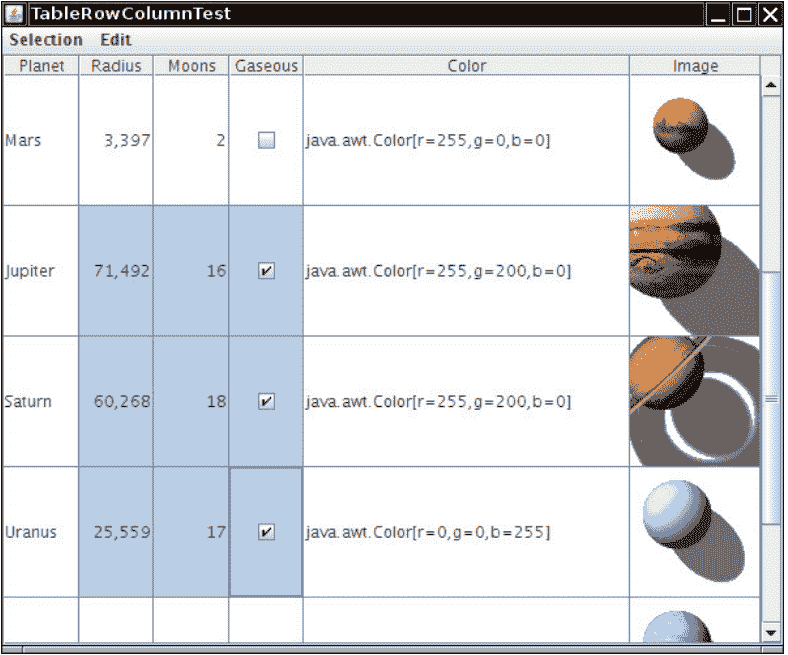 TableRowColumnTest
Selection Edit
Planet Radius Moons Gaseous Color Image
Mars 3,397 2 java.awt.Color[r=255,g=0,b=0]
Jupiter 71,492 16 java.awt.Color[r=255,g=200,b=0]
Saturn 60,268 18 java.awt.Color[r=255,g=200,b=0]
Uranus 25,559 17 java.awt.Color[r=0,g=0,b=255]